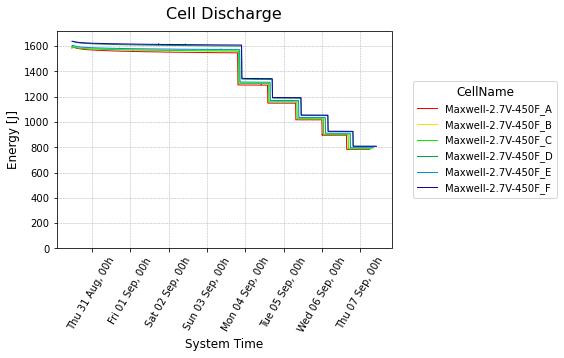 Cell Discharge
Energy [J]
1600
1400
1200
1000
800
600
400
200
0
Thu 31 Aug, 00h
Fri 01 Sep, 00h
Sat 02 Sep, 00h
Sun 03 Sep, 00h
Mon 04 Sep, 00h
Tue 05 Sep, 00h
Wed 06 Sep, 00h
Thu 07 Sep, 00h
System Time
CellName
Maxwell-2.7V-450F_A
Maxwell-2.7V-450F_B
Maxwell-2.7V-450F_C
Maxwell-2.7V-450F_D
Maxwell-2.7V-450F_E
Maxwell-2.7V-450F_F